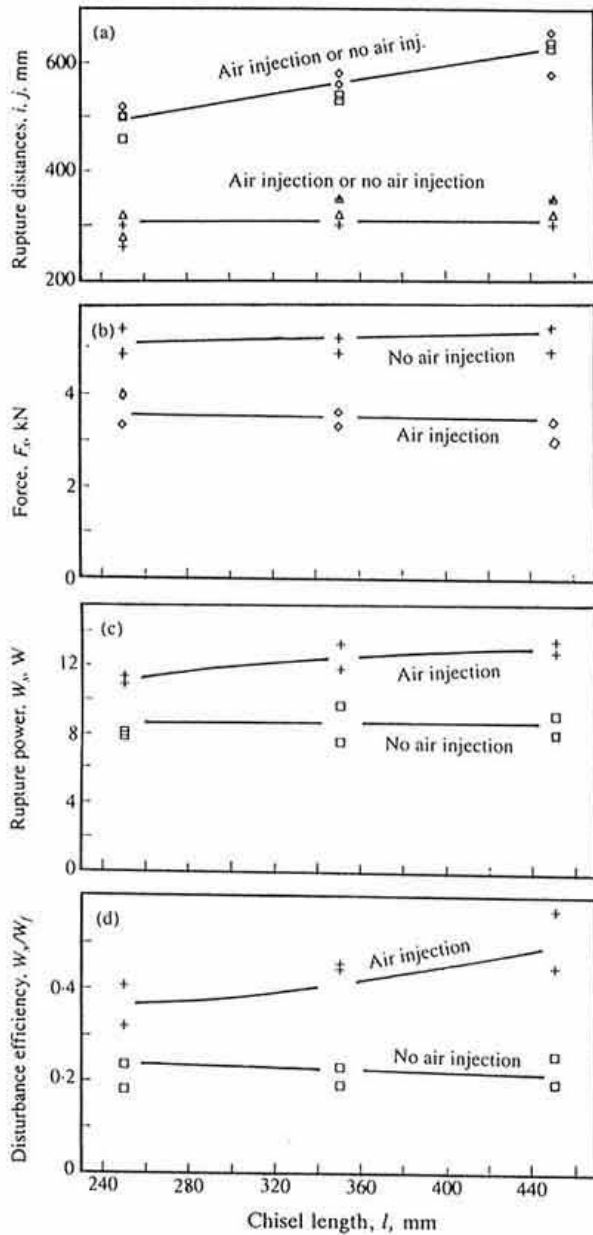 (a)
Air injection or no air inj.
Air injection or no air injection
Rupture distances, i, j, mm
600
400
200
(b)
No air injection
Air injection
Force, Fₓ, kN
4
2
0
(c)
Air injection
No air injection
Rupture power, Wₛ, W
12
8
4
0
(d)
Air injection
No air injection
Disturbance efficiency,
0·4
0·2
0
240 280 320 360 400 440
Chisel length, l, mm